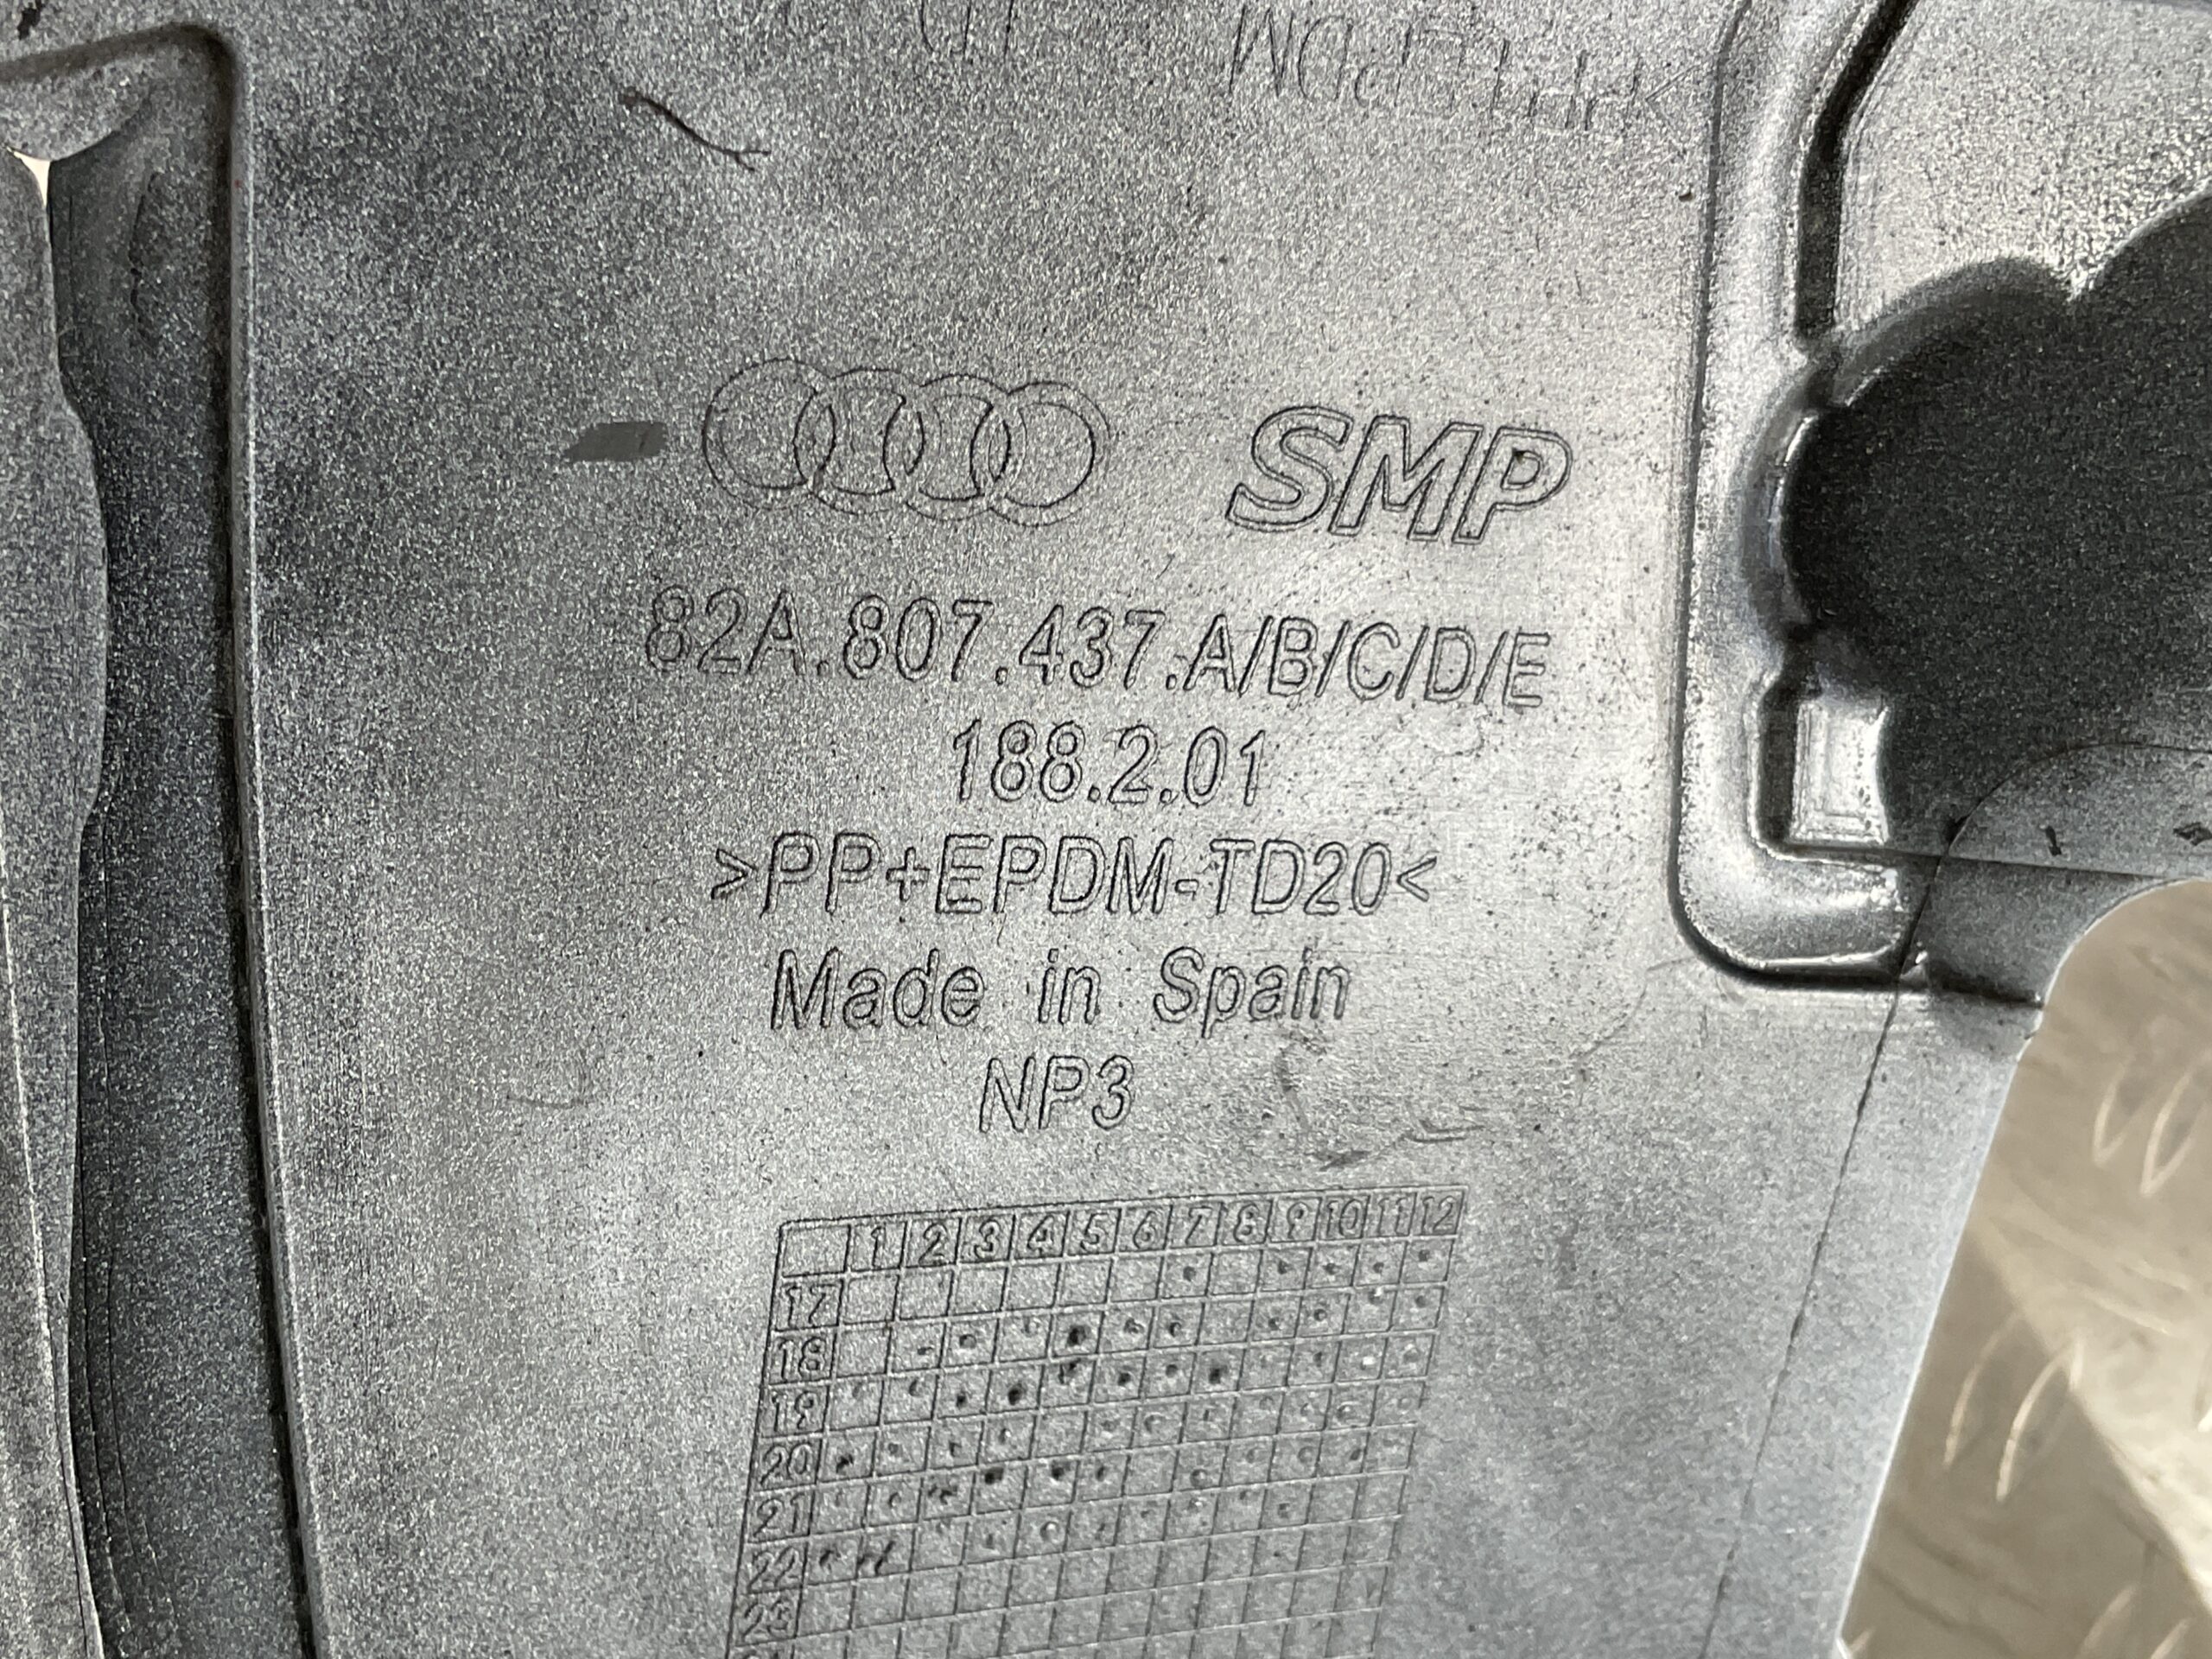 SMP
82A.807.437.A/B/C/D/E
188.2.01
>PP+EPDM-TD20<
Made in Spain
NP3
1 2 3 4 5 6 7 8 9 10 11 12
17
18
19
20
21
22
23